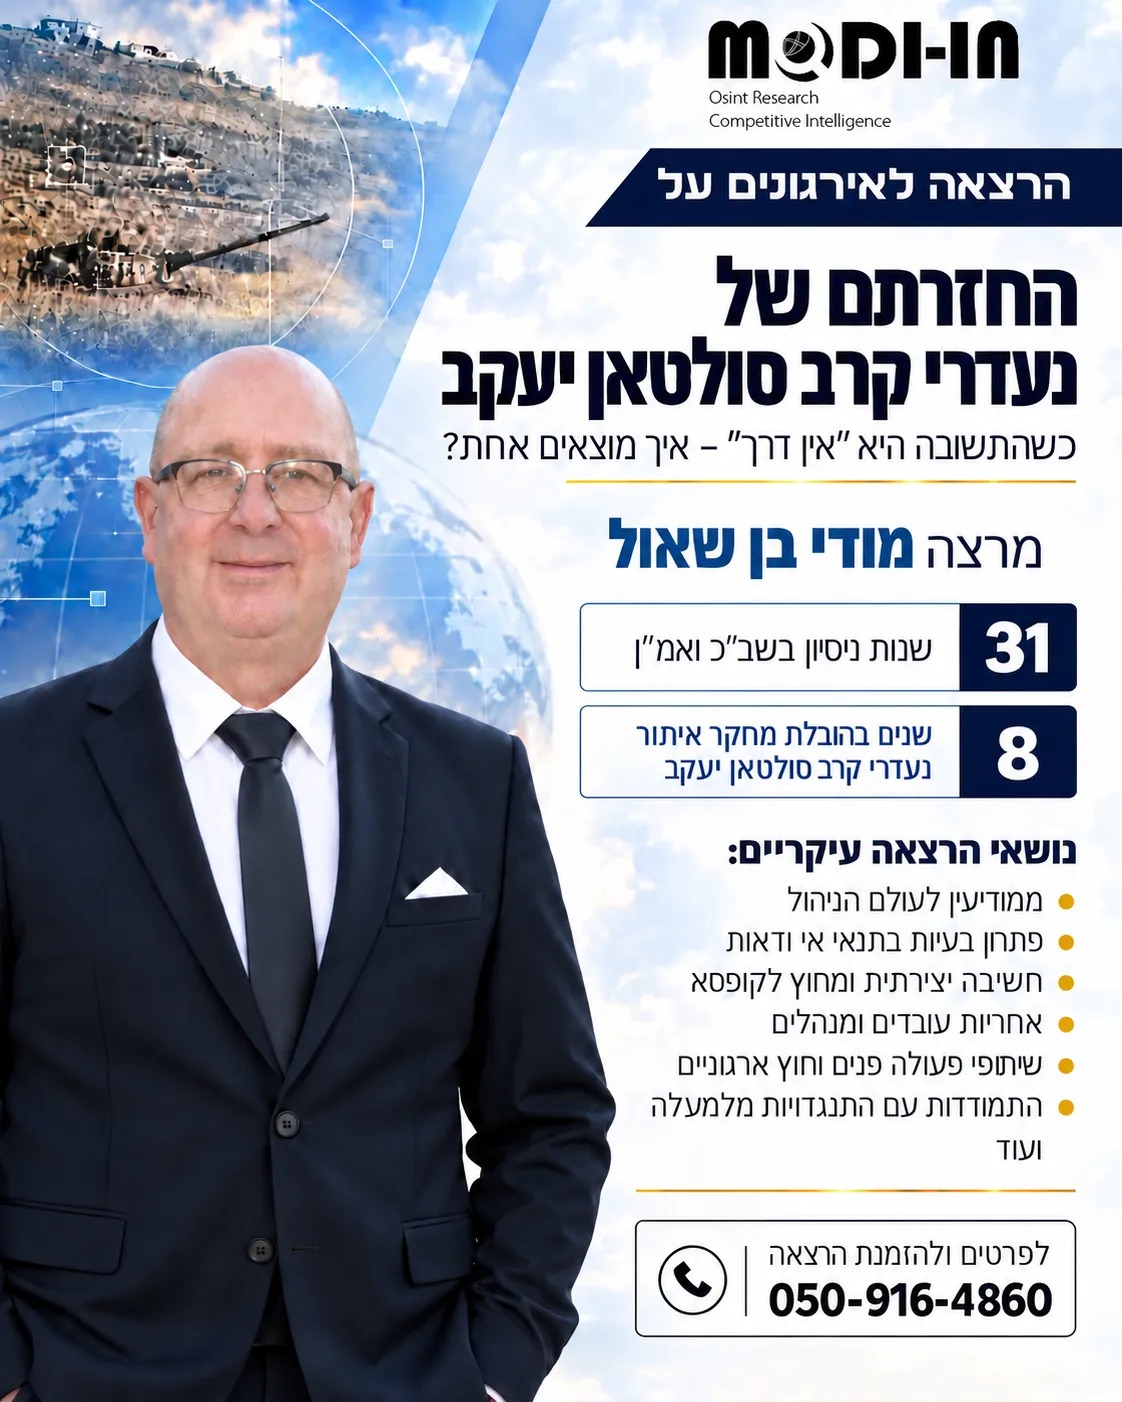 MODI-IN
Osint Research
Competitive Intelligence
הרצאה לאירגונים על
החזרתם של
נעדרי קרב סולטאן יעקב
כשהתשובה היא "אין דרך" – איך מוצאים אחת?
מרצה מודי בן שאול
31 שנות ניסיון בשב"כ ואמ"ן
8 שנים בהובלת מחקר איתור
נעדרי קרב סולטאן יעקב
נושאי הרצאה עיקריים:
ממודיעין לעולם הניהול
פתרון בעיות בתנאי אי ודאות
חשיבה יצירתית ומחוץ לקופסא
אחריות עובדים ומנהלים
שיתופי פעולה פנים וחוץ ארגוניים
התמודדות עם התנגדויות מלמעלה
ועוד
לפרטים ולהזמנת הרצאה
050-916-4860